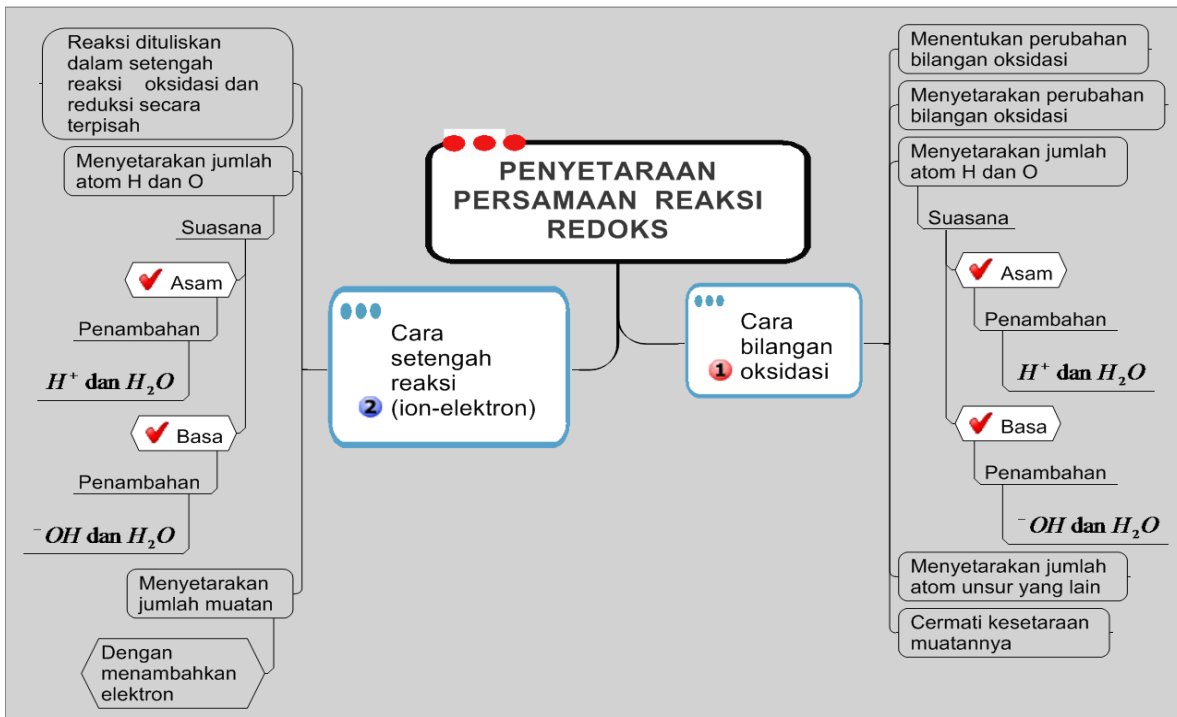 PENYETARAAN
PERSAMAAN REAKSI
REDOKS
1
Cara
bilangan
oksidasi
Menentukan perubahan
bilangan oksidasi
Menyetarakan perubahan
bilangan oksidasi
Menyetarakan jumlah
atom H dan O
Suasana
Asam
Penambahan
H⁺ dan H₂O
Basa
Penambahan
⁻OH dan H₂O
Menyetarakan jumlah
atom unsur yang lain
Cermati kesetaraan
muatannya
2
Cara
setengah
reaksi
(ion-elektron)
Reaksi dituliskan
dalam setengah
reaksi oksidasi dan
reduksi secara
terpisah
Menyetarakan jumlah
atom H dan O
Suasana
Asam
Penambahan
H⁺ dan H₂O
Basa
Penambahan
⁻OH dan H₂O
Menyetarakan
jumlah muatan
Dengan
menambahkan
elektron